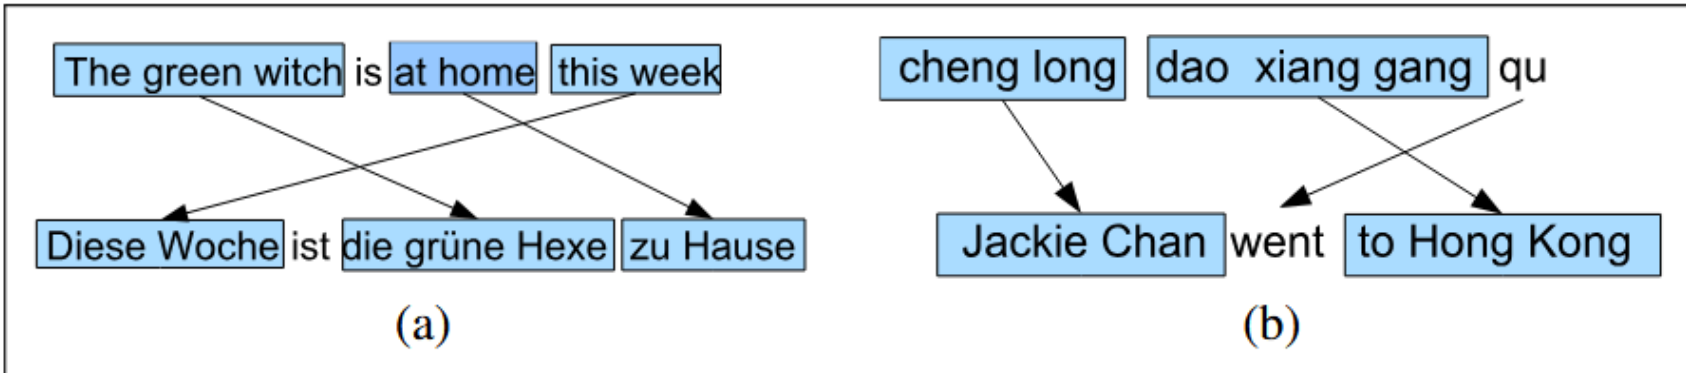 The green witch is at home this week
Diese Woche ist die grüne Hexe zu Hause
(a)
cheng long dao xiang gang qu
Jackie Chan went to Hong Kong
(b)